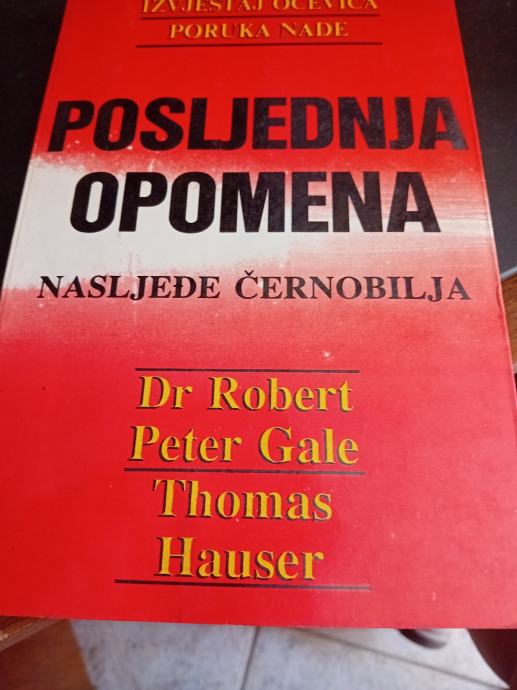 IZVJEŠTAJ OČEVICA
PORUKA NADE
POSLJEDNJA
OPOMENA
NASLJEĐE ČERNOBILJA
Dr Robert
Peter Gale
Thomas
Hauser